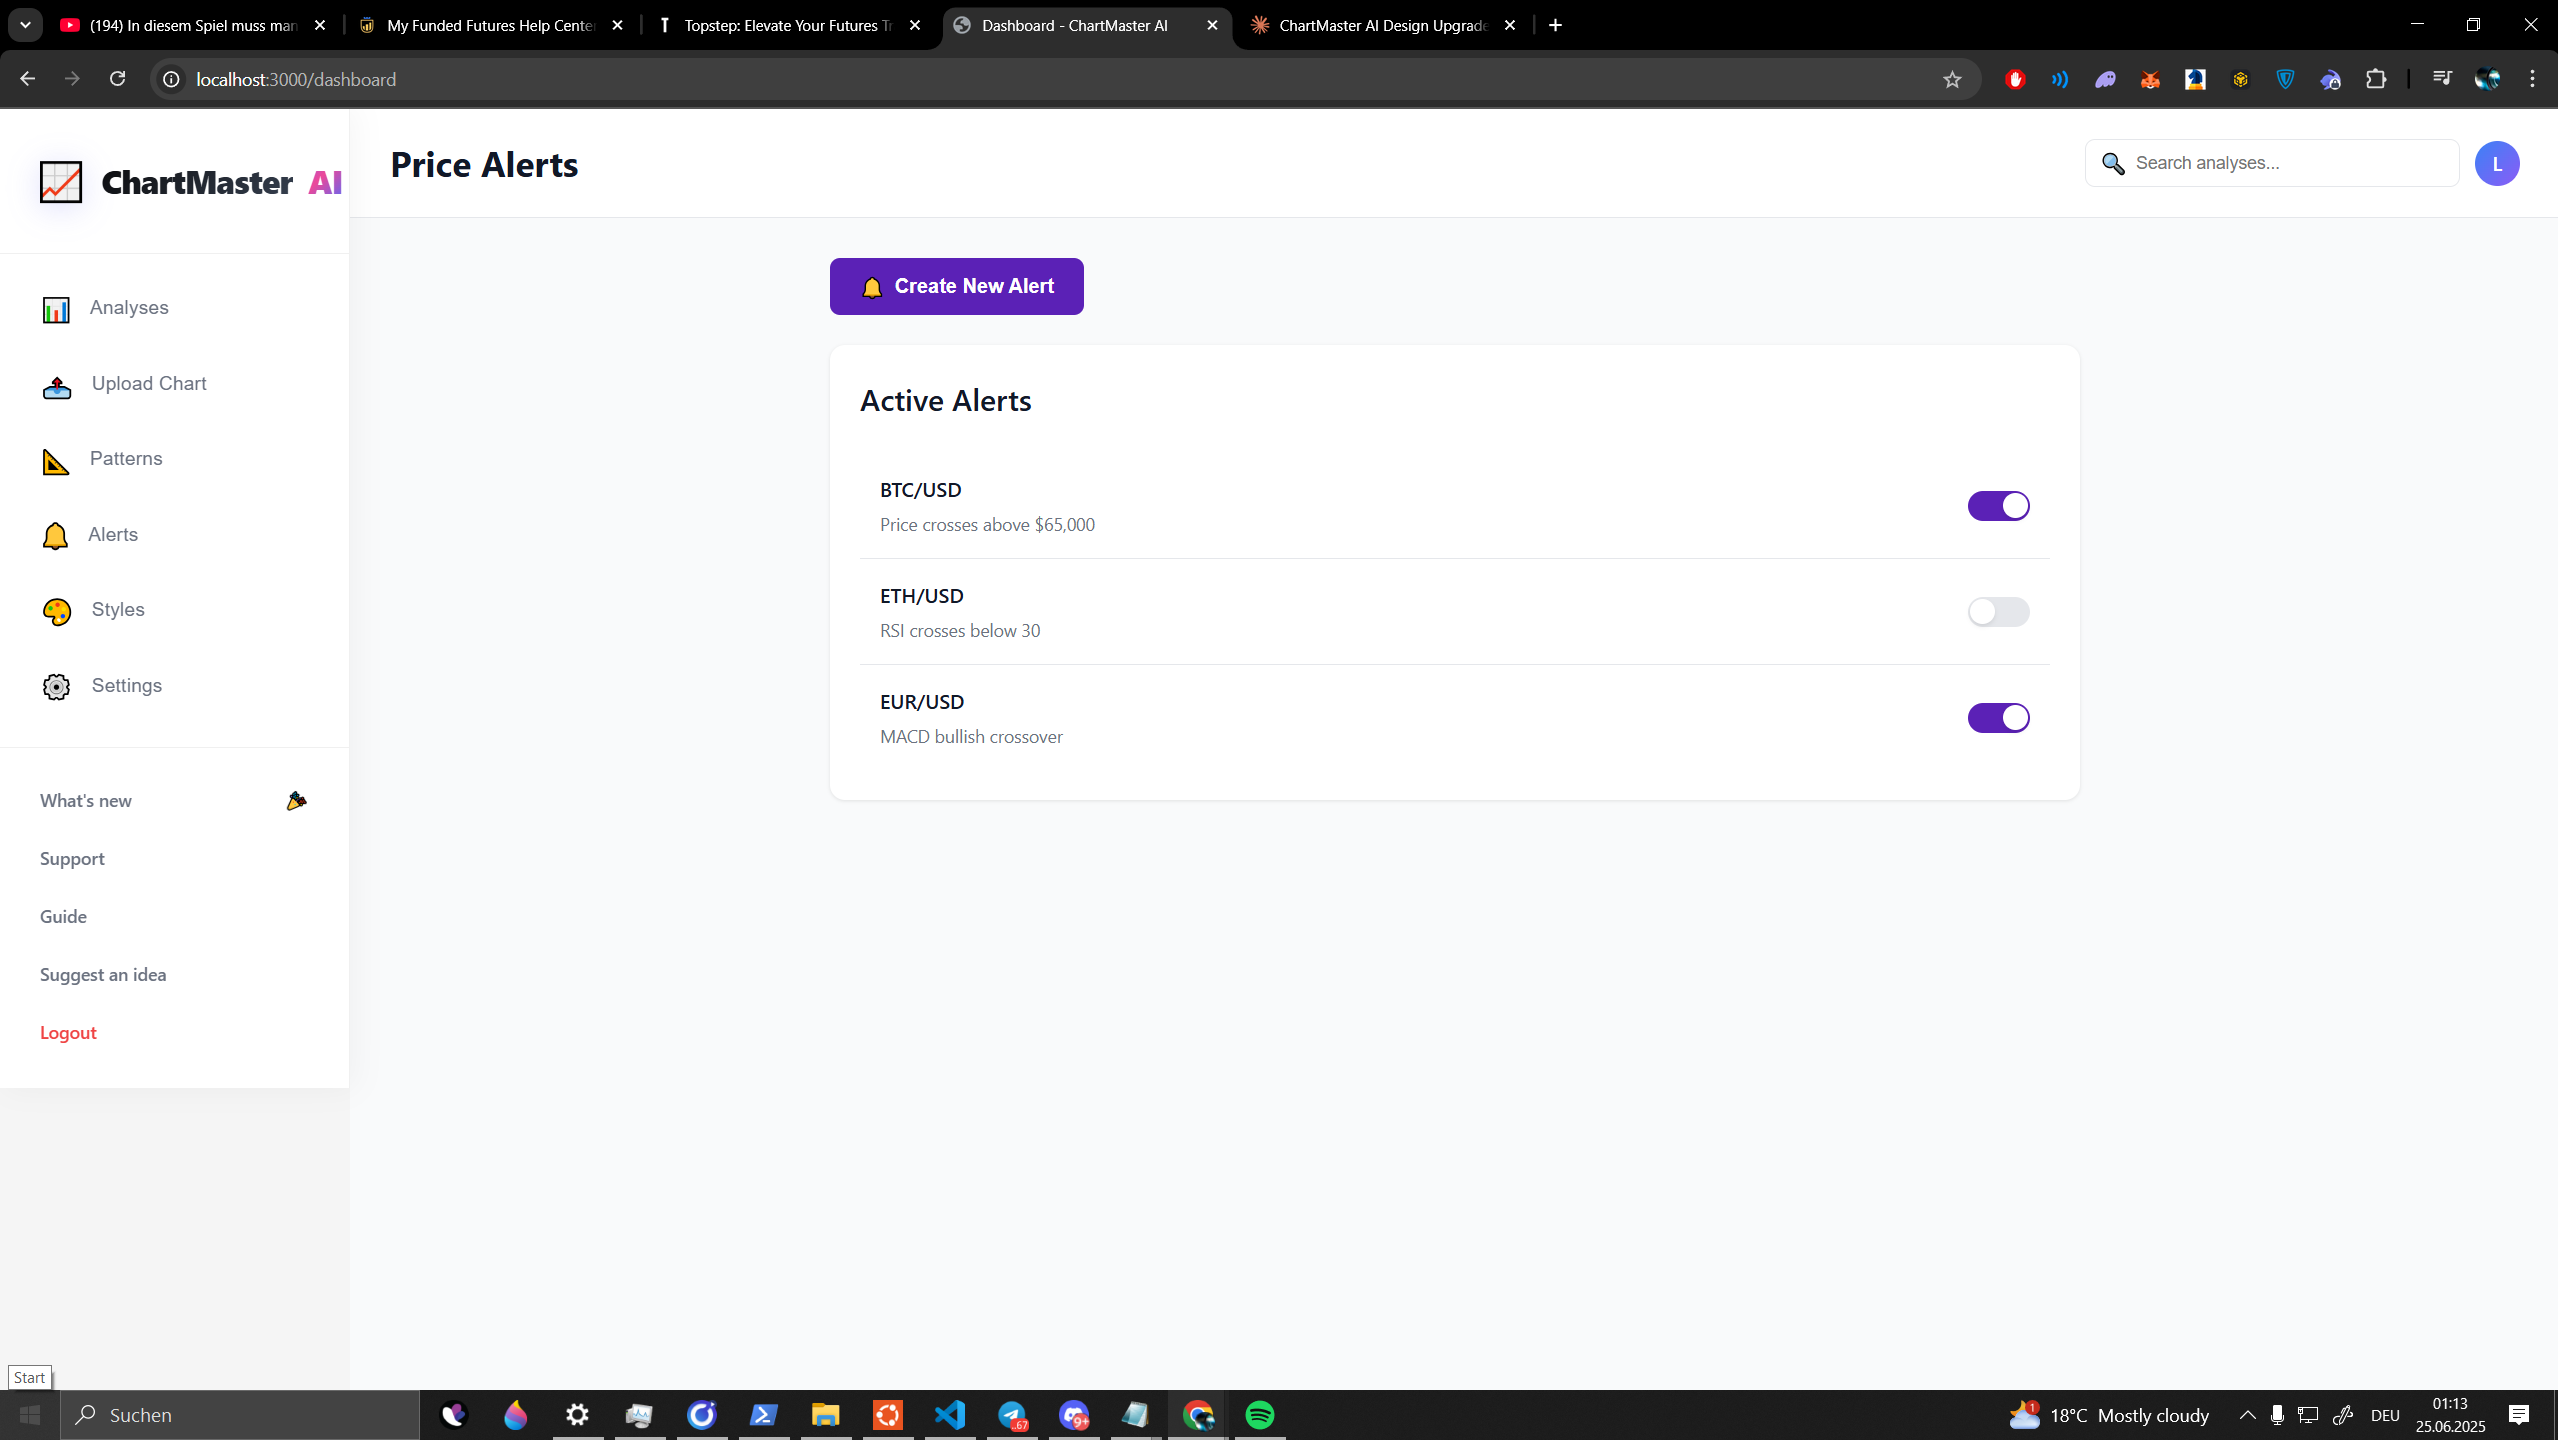 (194) In diesem Spiel muss man
My Funded Futures Help Center
Topstep: Elevate Your Futures Tr
Dashboard - ChartMaster AI
ChartMaster AI Design Upgrade
localhost:3000/dashboard
ChartMaster AI
Price Alerts
Search analyses...
L
Analyses
Upload Chart
Patterns
Alerts
Styles
Settings
What's new
Support
Guide
Suggest an idea
Logout
Create New Alert
Active Alerts
BTC/USD
Price crosses above $65,000
ETH/USD
RSI crosses below 30
EUR/USD
MACD bullish crossover
Start
Suchen
67
9+
1
18°C Mostly cloudy
DEU
01:13
25.06.2025